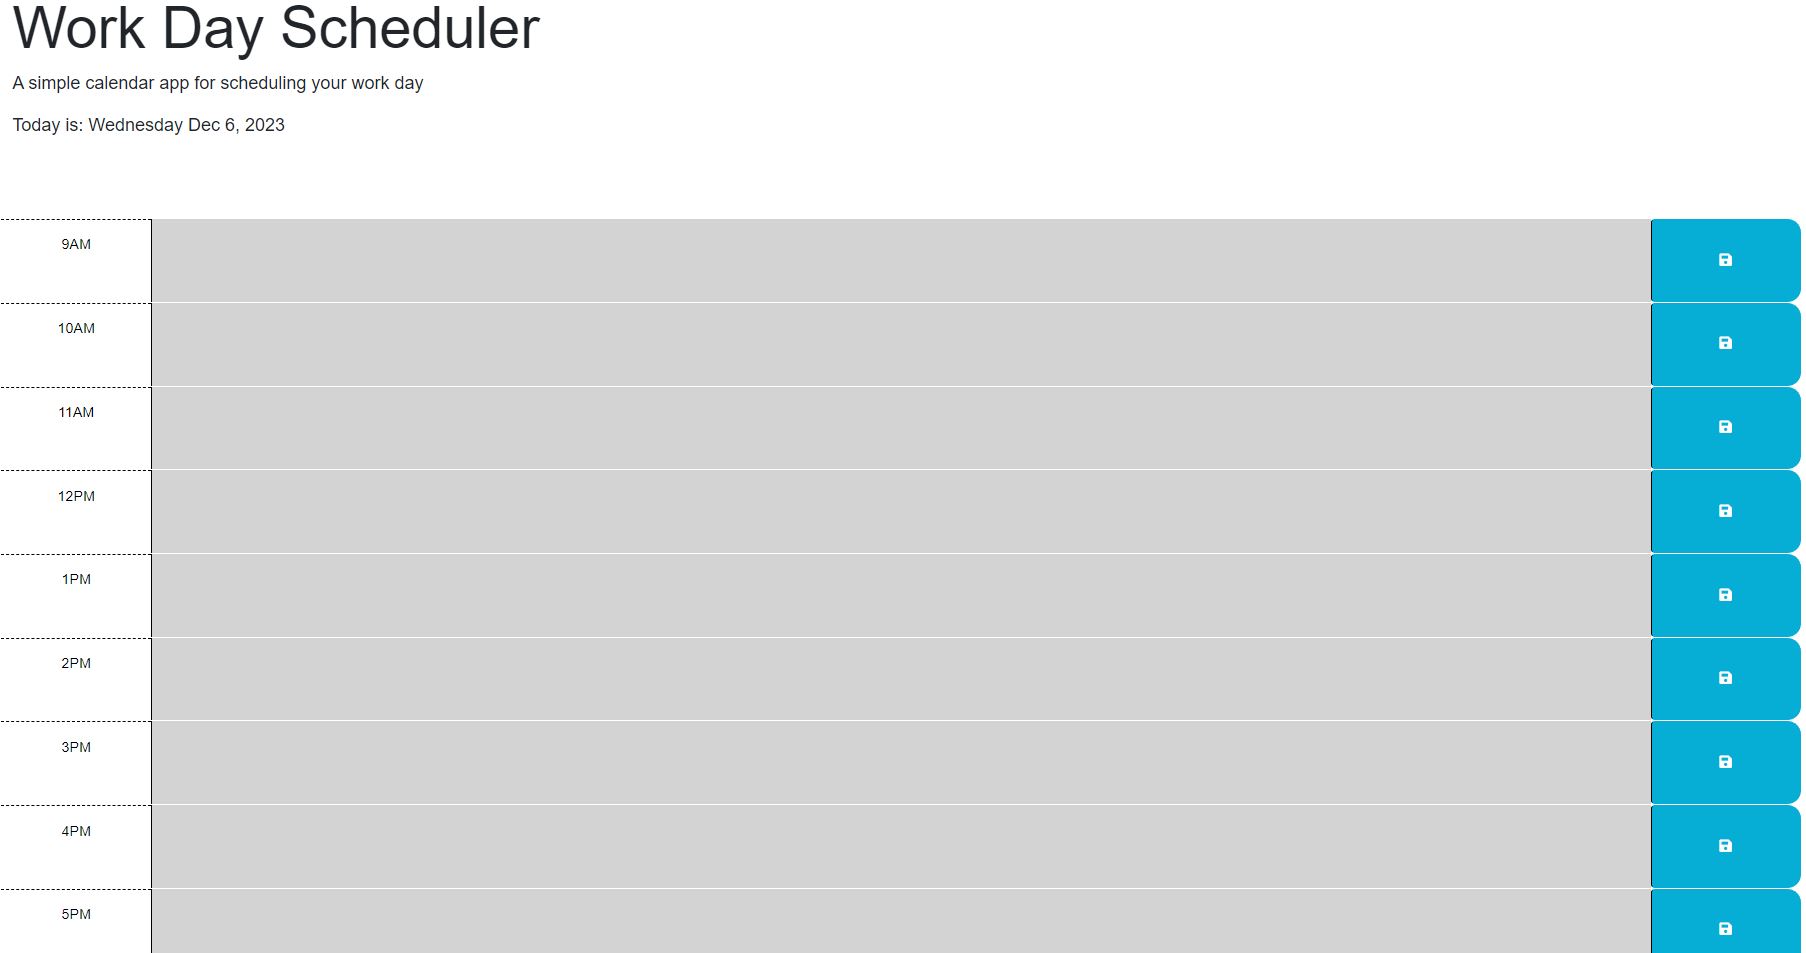 Work Day Scheduler
A simple calendar app for scheduling your work day
Today is: Wednesday Dec 6, 2023
9AM
10AM
11AM
12PM
1PM
2PM
3PM
4PM
5PM